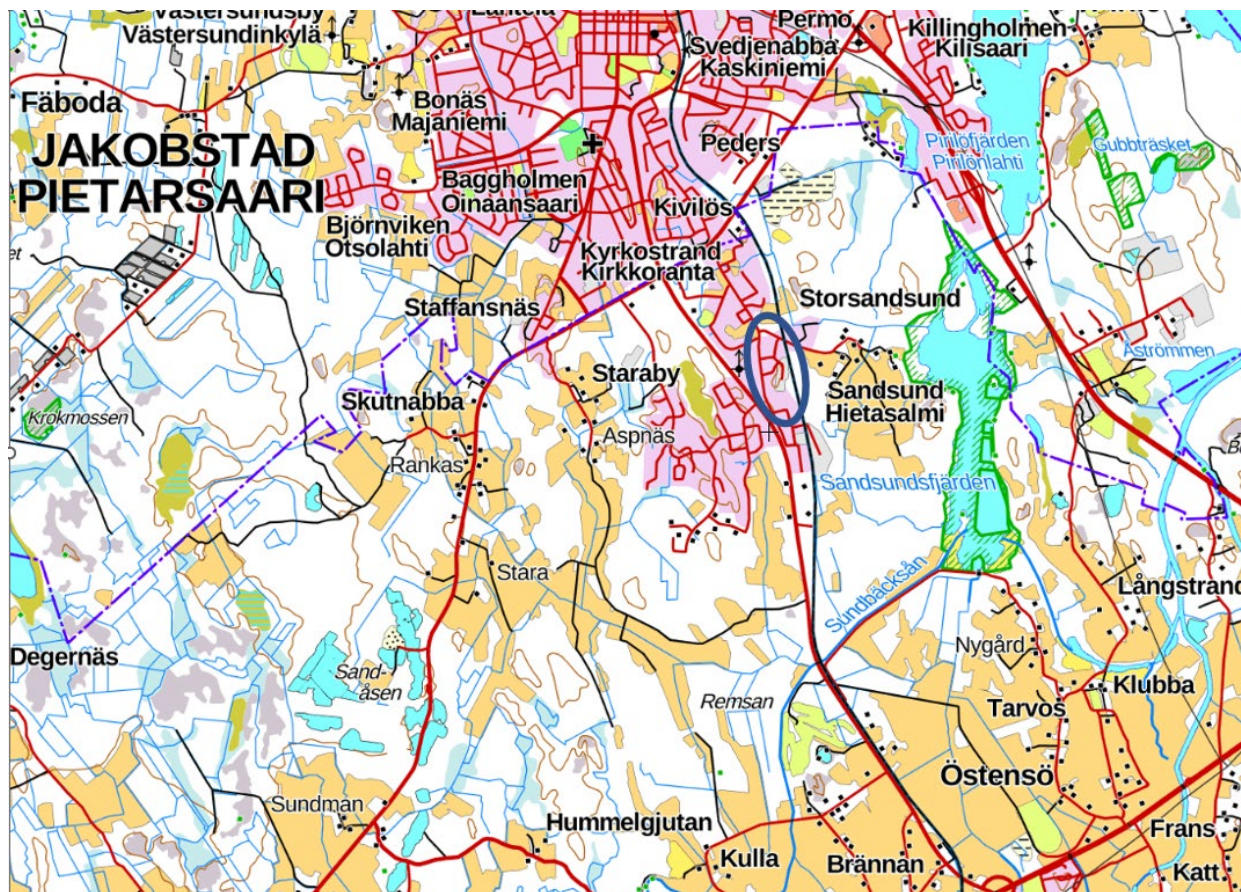 Västersundsby
Västersundinkylä
Permo
Killingholmen
Kilisaari
Svedjenabba
Kaskiniemi
Fäboda
Bonäs
Majaniemi
JAKOBSTAD
PIETARSAARI
Peders
Pirilöfjärden
Pirilönlahti
Gubbträsket
Baggholmen
Oinaansaari
Kivilös
Björnviken
Otsolahti
Kyrkostrand
Kirkkoranta
Staffansnäs
Storsandsund
Åströmmen
Staraby
Sandsund
Hietasalmi
Skutnabba
Krokmossen
Aspnäs
Rankas
Sandsundsfjärden
Stara
Sundbäcksån
Långstrand
Nygård
Degernäs
Sand-
åsen
Remsan
Klubba
Tarvos
Östensö
Sundman
Hummelgjutan
Frans
Kulla
Brännan
Katt